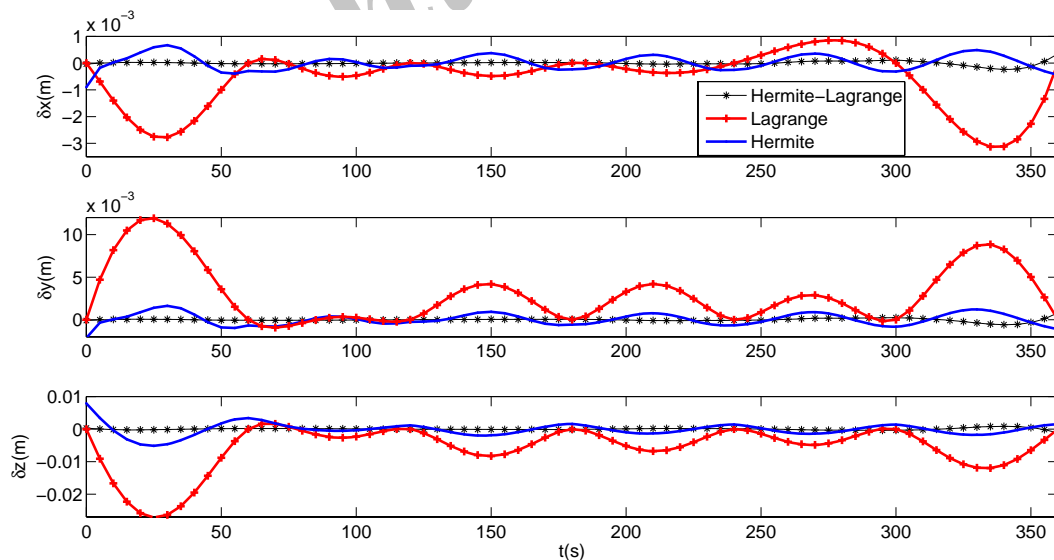 x 10⁻³
1
0
−1
−2
−3
δx(m)
0 50 100 150 200 250 300 350
Hermite−Lagrange
Lagrange
Hermite
x 10⁻³
10
5
0
δy(m)
0 50 100 150 200 250 300 350
0.01
0
−0.01
−0.02
δz(m)
0 50 100 150 200 250 300 350
t(s)